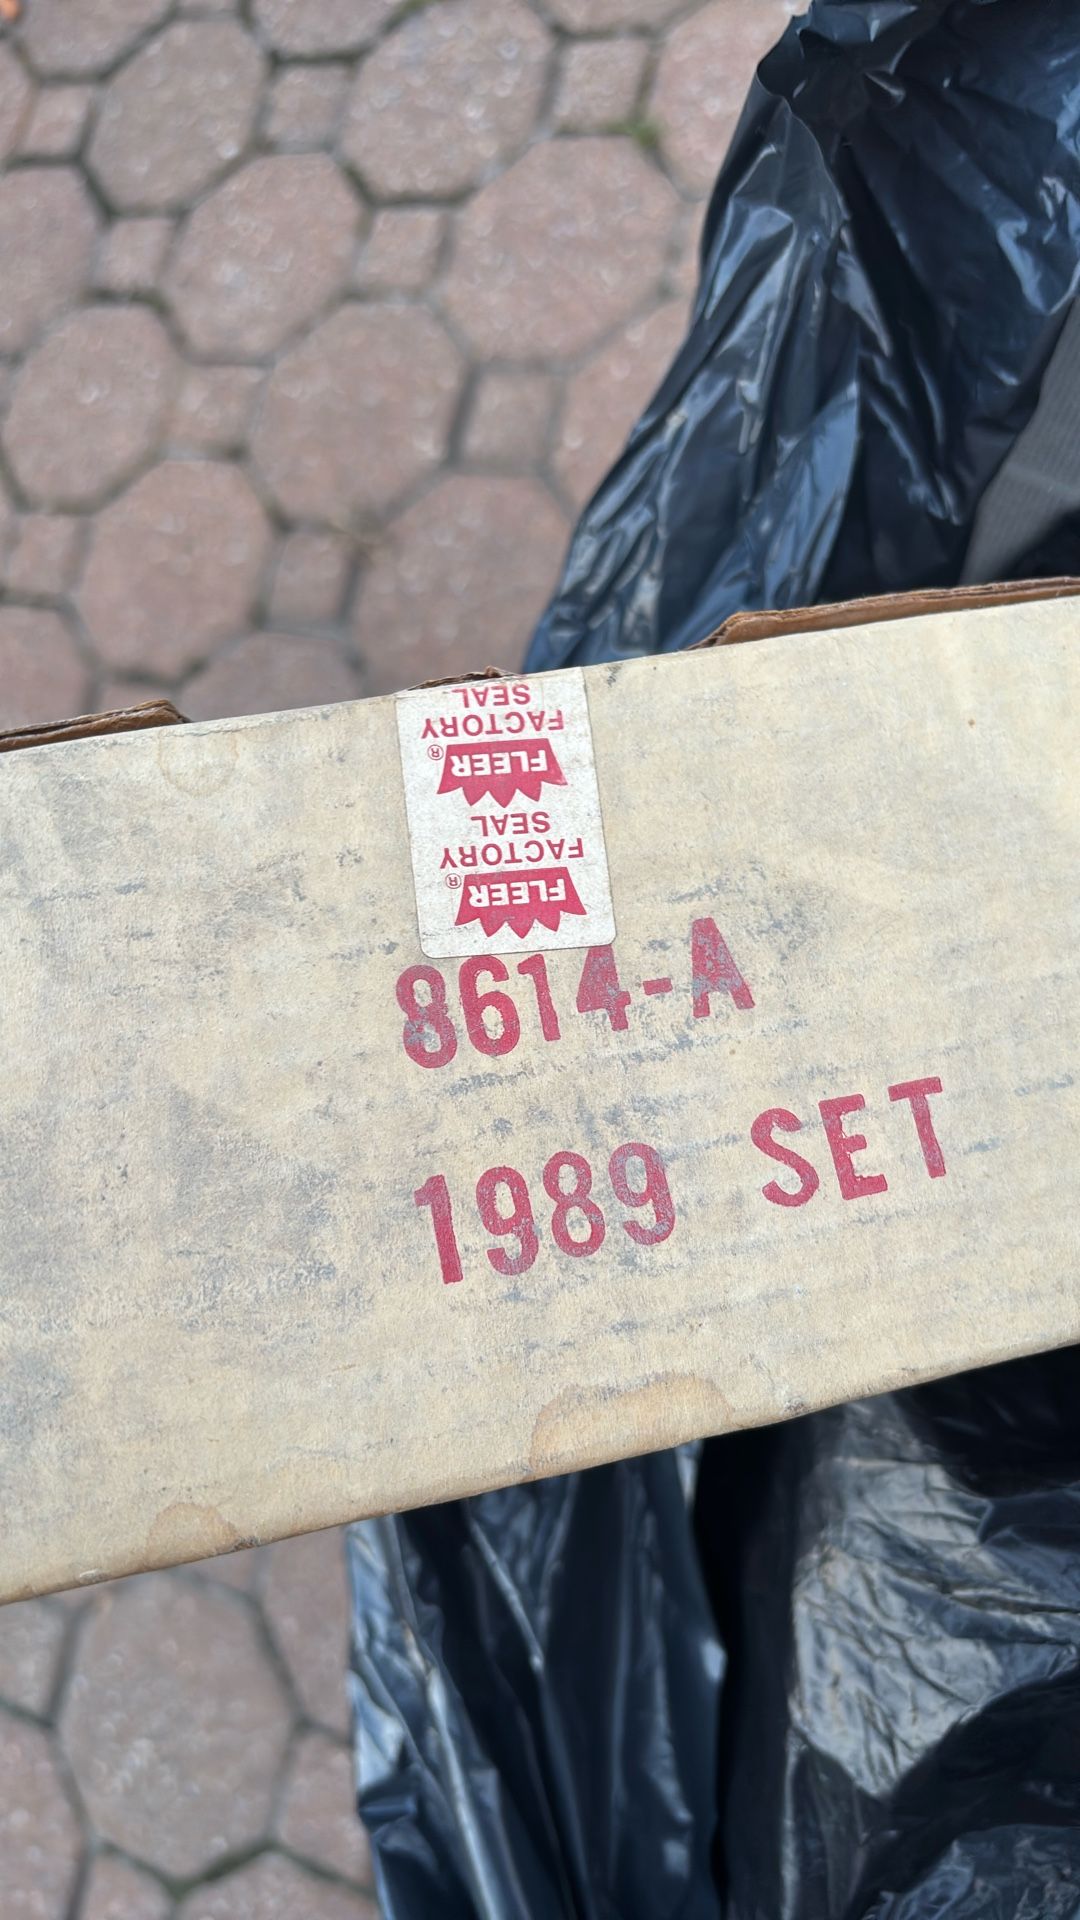 FLEER®
FACTORY
SEAL
FLEER®
FACTORY
SEAL
8614-A
1989 SET